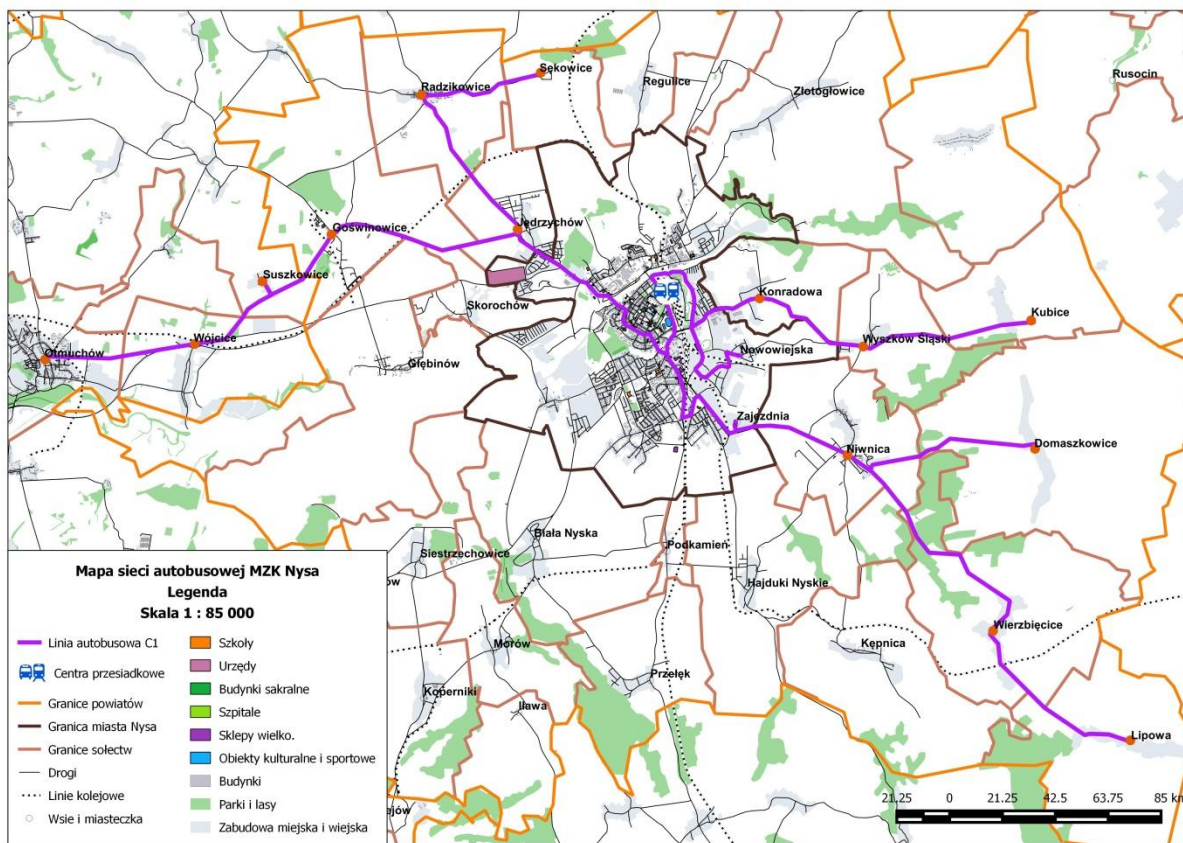 Sękowice
Radzikowice
Regulice
Rusocin
Złotogłowice
Jędrzychów
Goświnowice
Suszkowice
Konradowa
Skorochów
Kubice
Wójcice
Wyszków Śląski
Otmuchów
Nowowiejska
Głębinów
Zajezdnia
Domaszkowice
Niwnica
Biała Nyska
Siestrzechowice
Podkamień
Hajduki Nyskie
Wierzbięcice
Morów
Kępnica
Przełęk
Koperniki
Iława
Lipowa
Mapa sieci autobusowej MZK Nysa
Legenda
Skala 1 : 85 000
Linia autobusowa C1
Centra przesiadkowe
Granice powiatów
Granica miasta Nysa
Granice sołectw
Drogi
Linie kolejowe
Wsie i miasteczka
Szkoły
Urzędy
Budynki sakralne
Szpitale
Sklepy wielko.
Obiekty kulturalne i sportowe
Budynki
Parki i lasy
Zabudowa miejska i wiejska
21.25 0 21.25 42.5 63.75 85 km